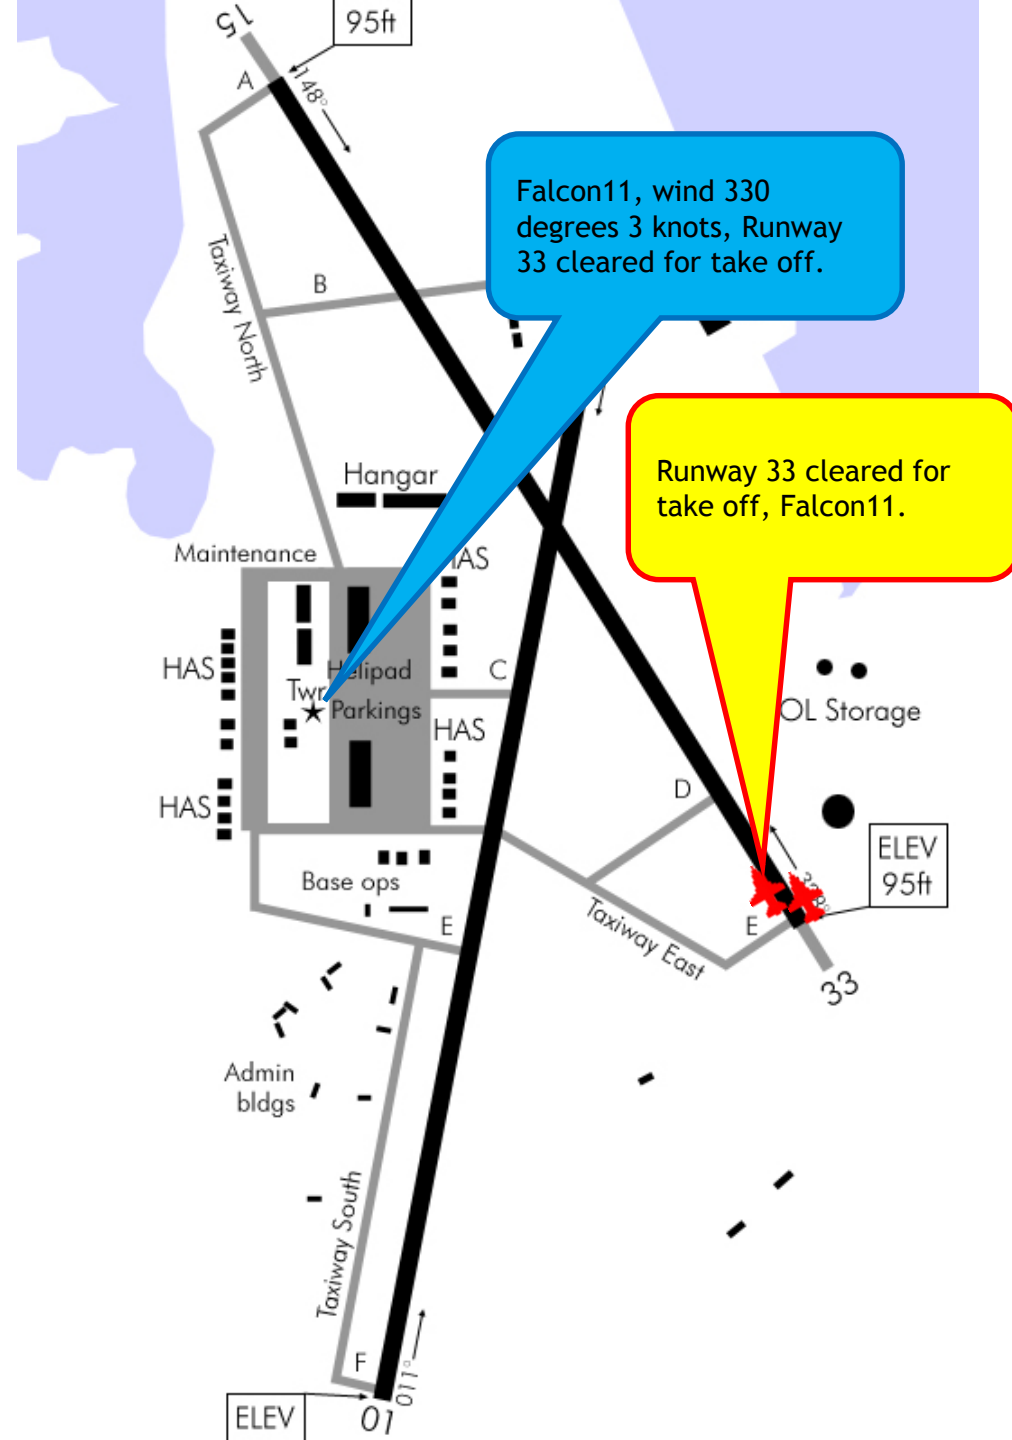 15
95ft
A
148°
Falcon11, wind 330
degrees 3 knots, Runway
33 cleared for take off.
Taxiway North
B
Runway 33 cleared for
take off, Falcon11.
Hangar
Maintenance
HAS
HAS
Helipad
C
Twr
Parkings
OL Storage
HAS
HAS
D
ELEV
95ft
Base ops
E
Taxiway East
E
33
Admin
bldgs
Taxiway South
F
011°
ELEV
01